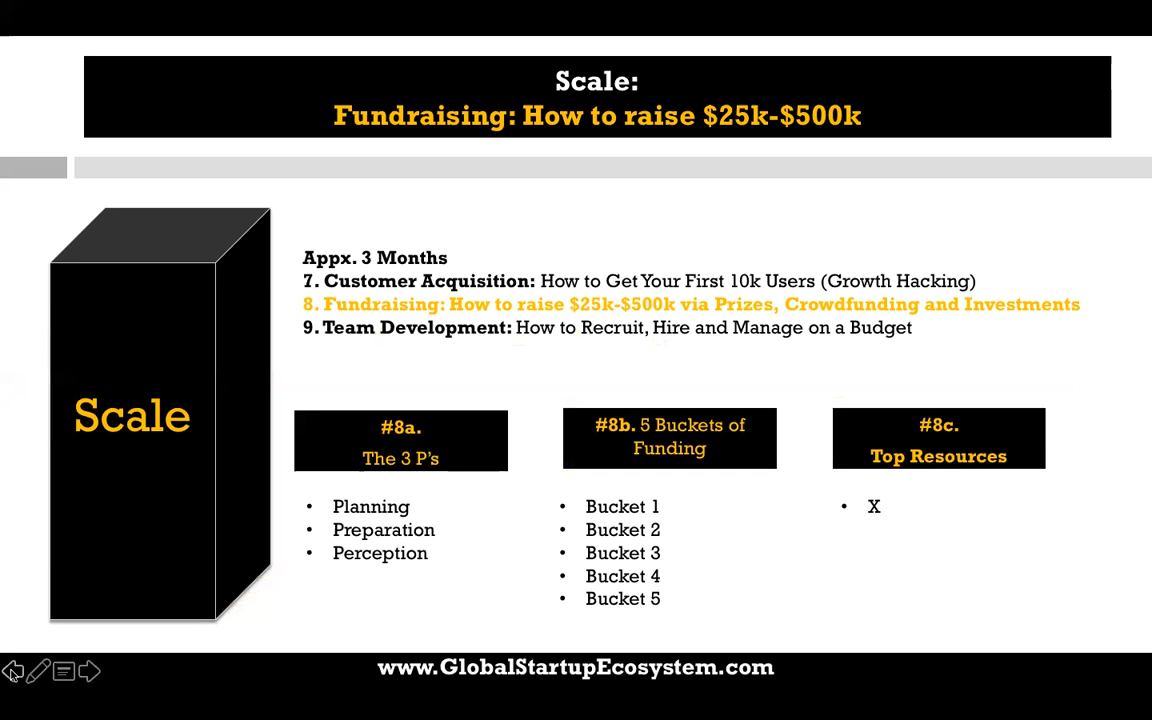 Scale:
Fundraising: How to raise $25k-$500k
Scale
Appx. 3 Months
7. Customer Acquisition: How to Get Your First 10k Users (Growth Hacking)
8. Fundraising: How to raise $25k-$500k via Prizes, Crowdfunding and Investments
9. Team Development: How to Recruit, Hire and Manage on a Budget
#8a.
The 3 P's
• Planning
• Preparation
• Perception
#8b. 5 Buckets of
Funding
• Bucket 1
• Bucket 2
• Bucket 3
• Bucket 4
• Bucket 5
#8c.
Top Resources
• X
www.GlobalStartupEcosystem.com